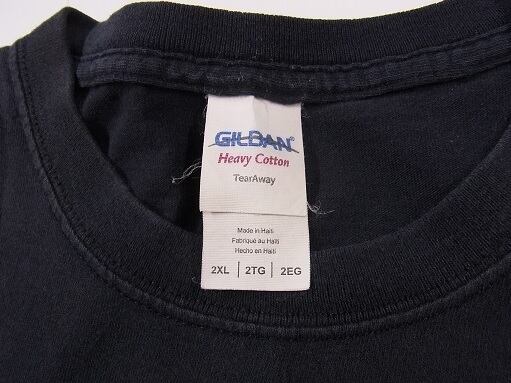 GILDAN®
Heavy Cotton
TearAway
Made in Haiti
Fabriqué au Haïti
Hecho en Haití
2XL | 2TG | 2EG